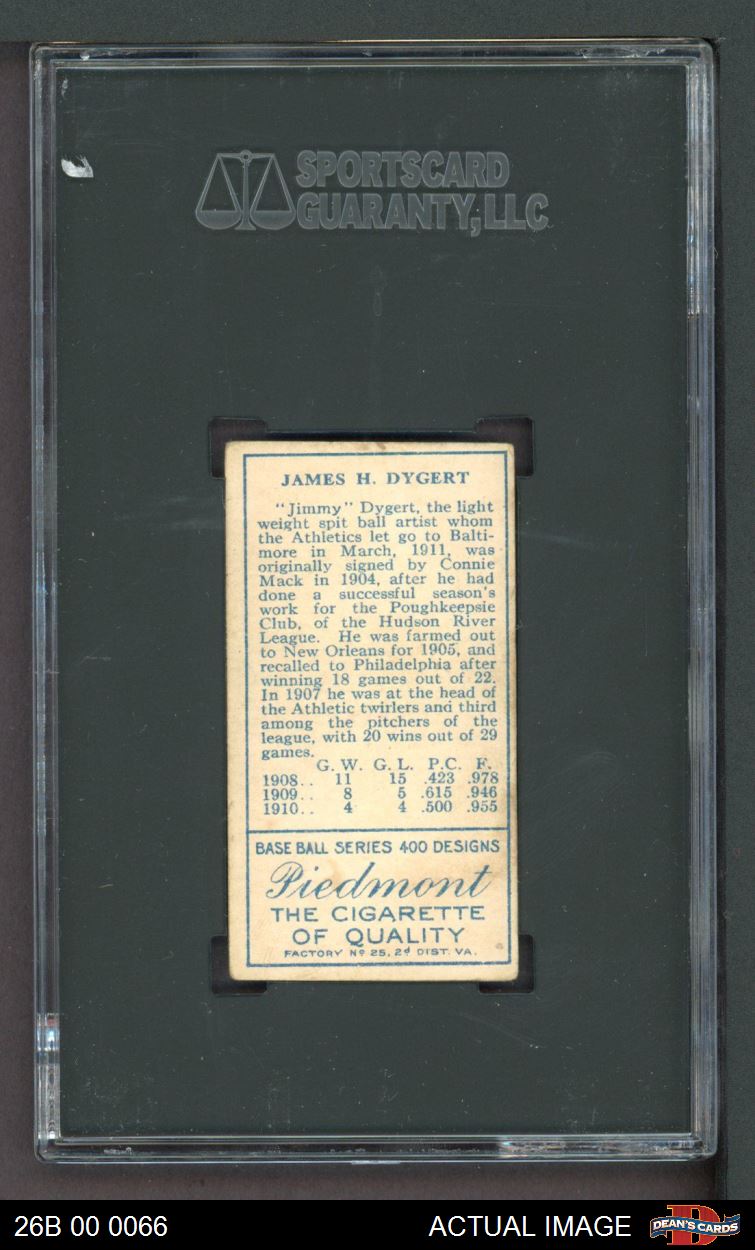 SPORTSCARD
GUARANTY, LLC
JAMES H. DYGERT
"Jimmy" Dygert, the light
weight spit ball artist whom
the Athletics let go to Balti-
more in March, 1911, was
originally signed by Connie
Mack in 1904, after he had
done a successful season's
work for the Poughkeepsie
Club, of the Hudson River
League. He was farmed out
to New Orleans for 1905, and
recalled to Philadelphia after
winning 18 games out of 22.
In 1907 he was at the head of
the Athletic twirlers and third
among the pitchers of the
league, with 20 wins out of 29
games.
G. W. G. L. P.C. F.
1908.. 11 15 .423 .978
1909.. 8 5 .615 .946
1910.. 4 4 .500 .955
BASE BALL SERIES 400 DESIGNS
Piedmont
THE CIGARETTE
OF QUALITY
FACTORY Nº 25, 2d DIST. VA.
26B 00 0066 ACTUAL IMAGE DEAN'S CARDS